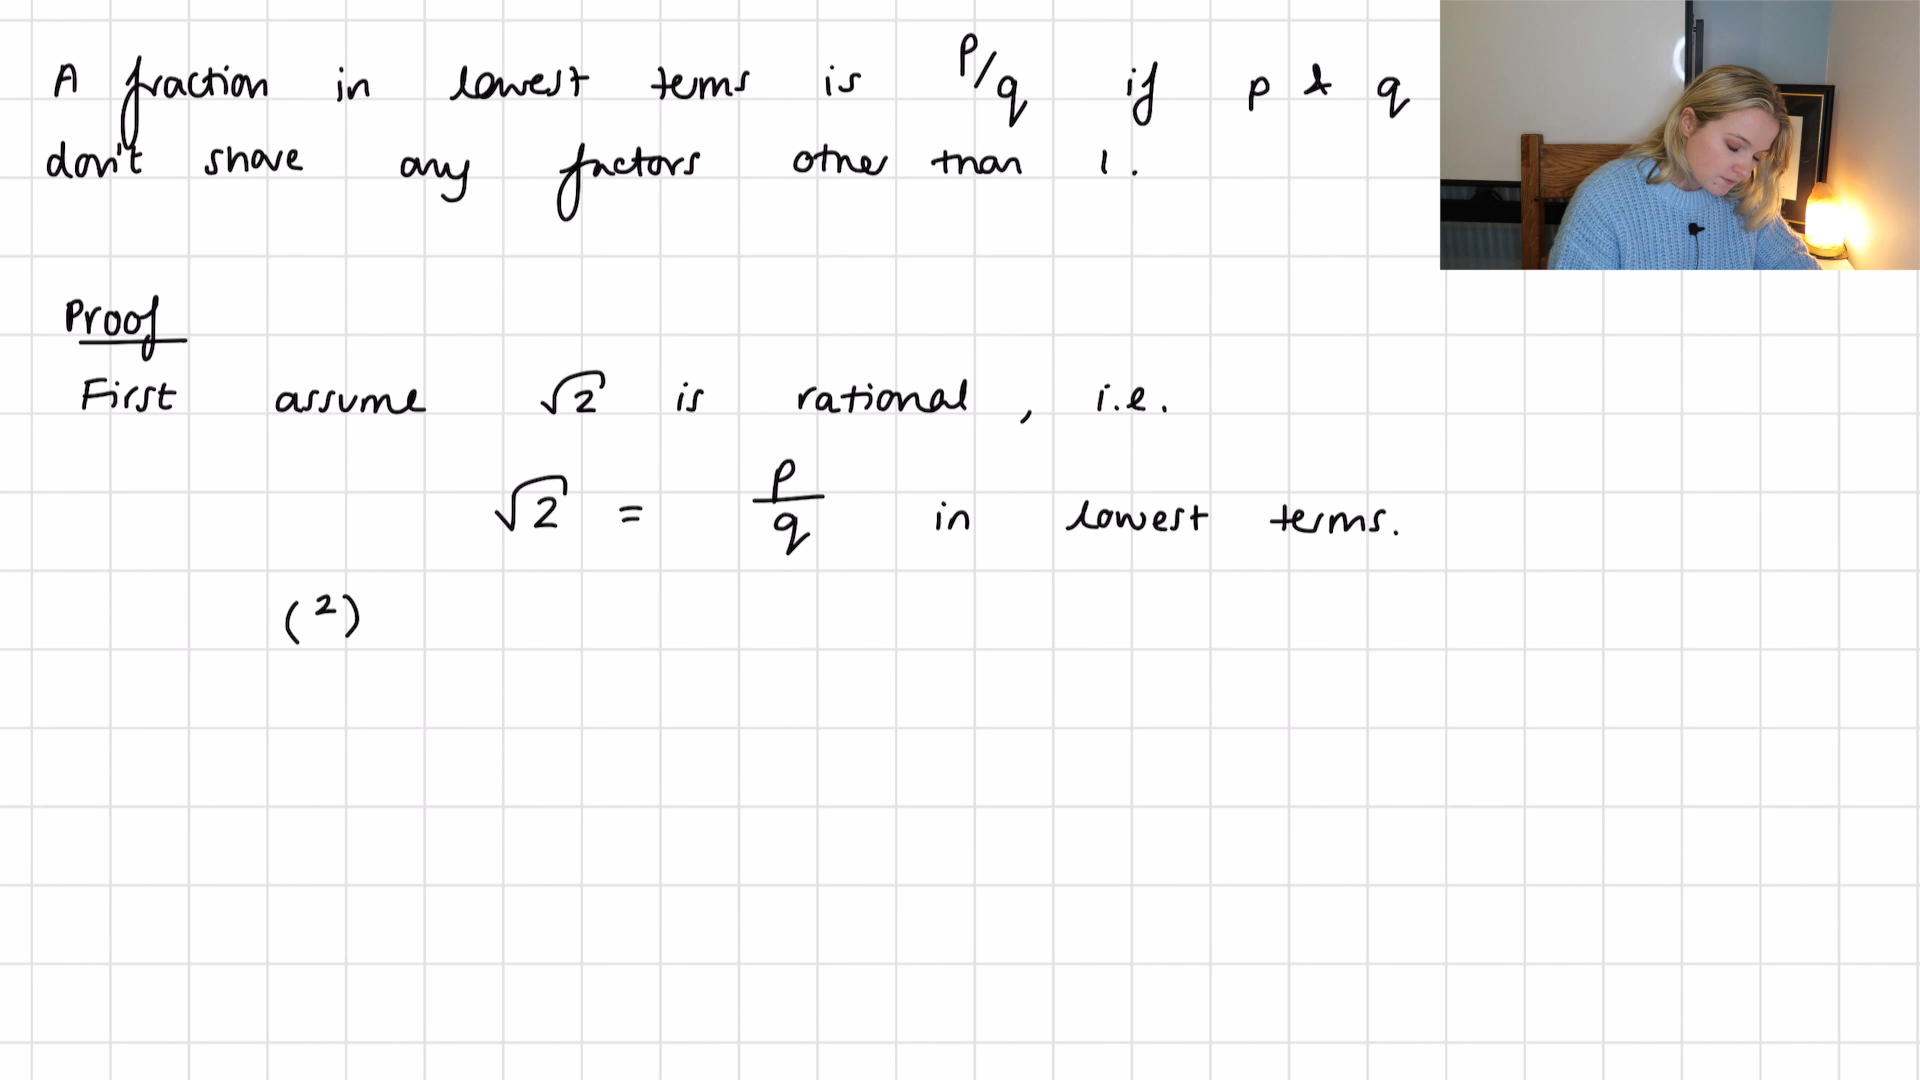 A fraction in lowest terms is p/q if p & q
don't share any factors other than 1.
Proof
First assume √2 is rational, i.e.
√2 = p/q in lowest terms.
(²)